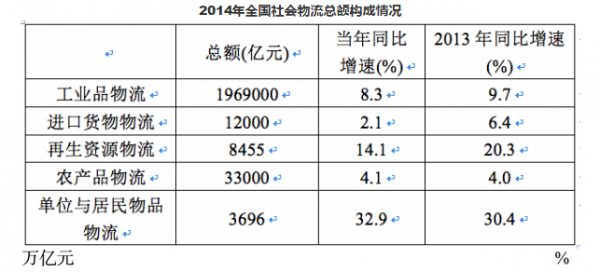 2014年全国社会物流总额构成情况
总额(亿元) 当年同比增速(%) 2013年同比增速(%)
工业品物流 1969000 8.3 9.7
进口货物物流 12000 2.1 6.4
再生资源物流 8455 14.1 20.3
农产品物流 33000 4.1 4.0
单位与居民物品物流 3696 32.9 30.4
万亿元 %